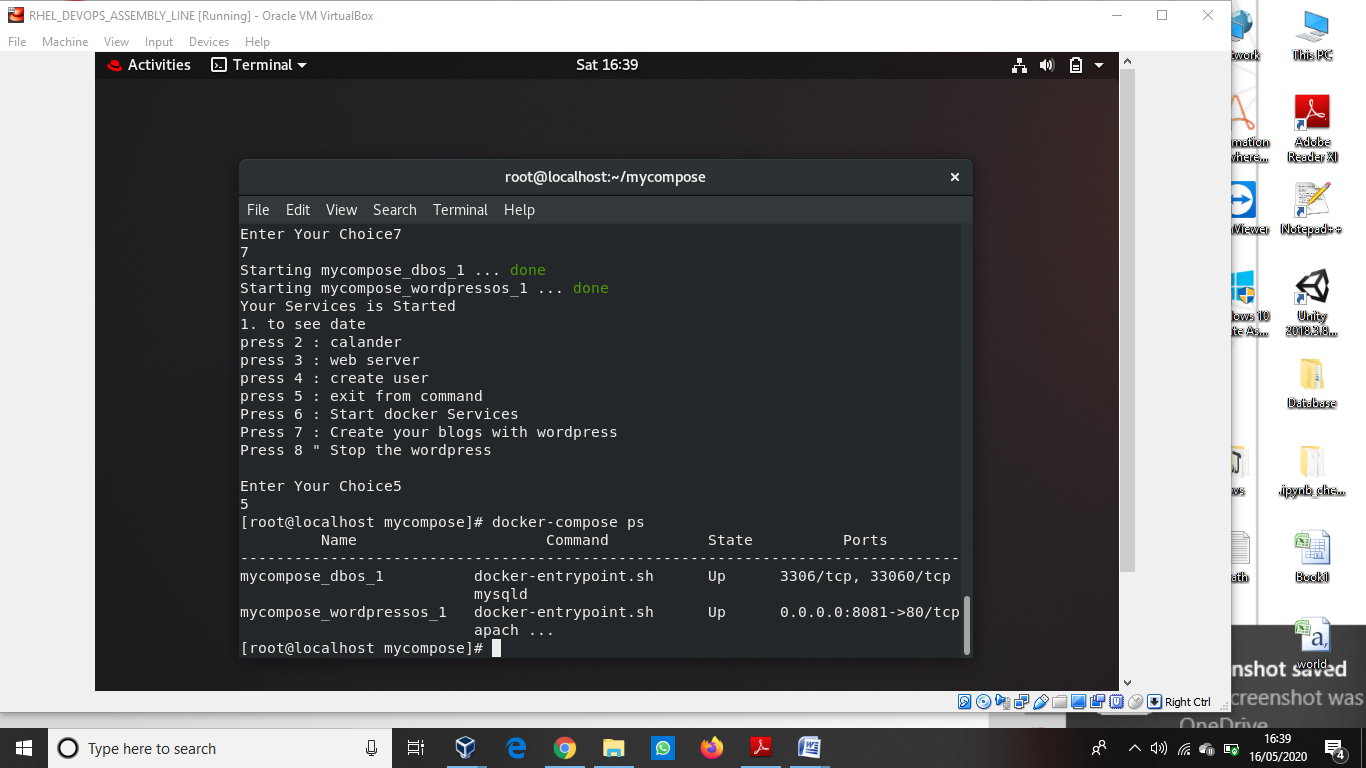 RHEL_DEVOPS_ASSEMBLY_LINE [Running] - Oracle VM VirtualBox
File Machine View Input Devices Help
Activities Terminal Sat 16:39
root@localhost:~/mycompose
File Edit View Search Terminal Help
Enter Your Choice7
7
Starting mycompose_dbos_1 ... done
Starting mycompose_wordpressos_1 ... done
Your Services is Started
1. to see date
press 2 : calander
press 3 : web server
press 4 : create user
press 5 : exit from command
Press 6 : Start docker Services
Press 7 : Create your blogs with wordpress
Press 8 " Stop the wordpress
Enter Your Choice5
5
[root@localhost mycompose]# docker-compose ps
Name Command State Ports
--------------------------------------------------------------------------------
mycompose_dbos_1 docker-entrypoint.sh Up 3306/tcp, 33060/tcp
mysqld
mycompose_wordpressos_1 docker-entrypoint.sh Up 0.0.0.0:8081->80/tcp
apach ...
[root@localhost mycompose]#
Right Ctrl
twork This PC
mation Adobe
where... Reader XI
Viewer Notepad++
ows 10 Unity
te As... 2018.3.8...
Database
.ipynb_che...
ath Book1
world
nshot saved
creenshot was
OneDrive
Type here to search
16:39
16/05/2020
4